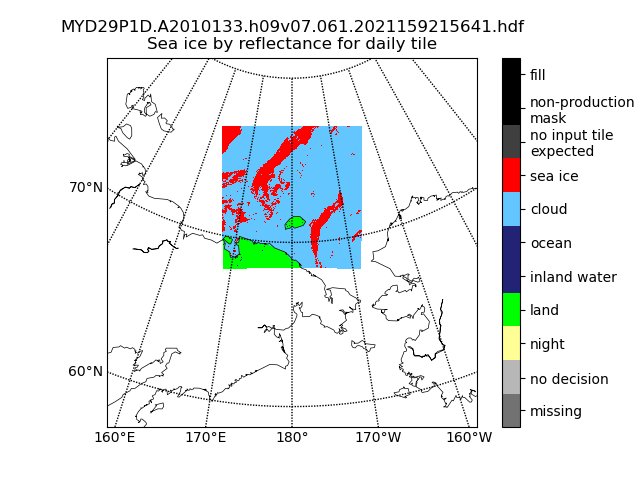 MYD29P1D.A2010133.h09v07.061.2021159215641.hdf
Sea ice by reflectance for daily tile
70°N
60°N
160°E
170°E
180°
170°W
160°W
fill
non-production
mask
no input tile
expected
sea ice
cloud
ocean
inland water
land
night
no decision
missing